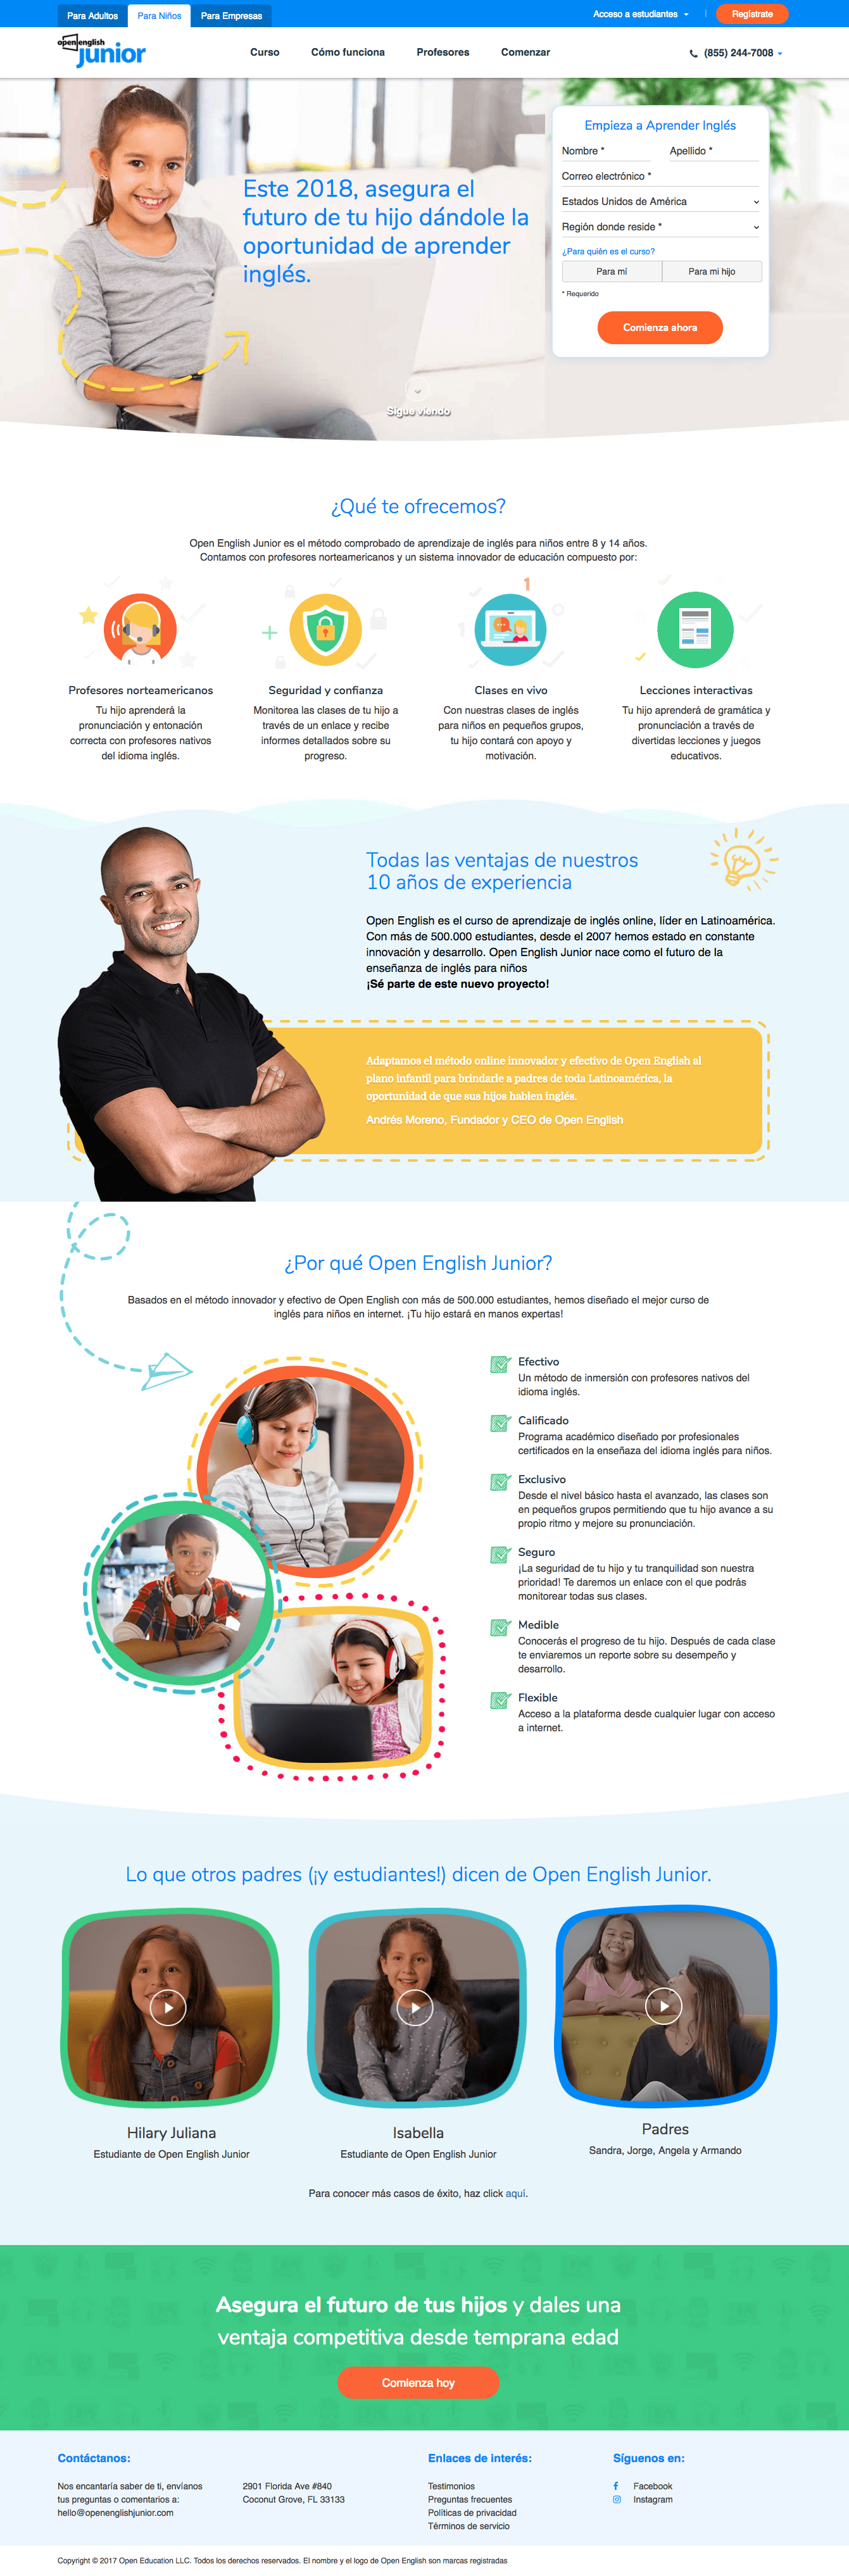 Para Adultos
Para Niños
Para Empresas
Acceso a estudiantes
Regístrate
openenglish
junior
Curso
Cómo funciona
Profesores
Comenzar
(855) 244-7008
Este 2018, asegura el
futuro de tu hijo dándole la
oportunidad de aprender
inglés.
Sigue viendo
Empieza a Aprender Inglés
Nombre *
Apellido *
Correo electrónico *
Estados Unidos de América
Región donde reside *
¿Para quién es el curso?
Para mí
Para mi hijo
* Requerido
Comienza ahora
¿Qué te ofrecemos?
Open English Junior es el método comprobado de aprendizaje de inglés para niños entre 8 y 14 años.
Contamos con profesores norteamericanos y un sistema innovador de educación compuesto por:
1
1
Profesores norteamericanos
Tu hijo aprenderá la
pronunciación y entonación
correcta con profesores nativos
del idioma inglés.
Seguridad y confianza
Monitorea las clases de tu hijo a
través de un enlace y recibe
informes detallados sobre su
progreso.
Clases en vivo
Con nuestras clases de inglés
para niños en pequeños grupos,
tu hijo contará con apoyo y
motivación.
Lecciones interactivas
Tu hijo aprenderá de gramática y
pronunciación a través de
divertidas lecciones y juegos
educativos.
Todas las ventajas de nuestros
10 años de experiencia
Open English es el curso de aprendizaje de inglés online, líder en Latinoamérica.
Con más de 500.000 estudiantes, desde el 2007 hemos estado en constante
innovación y desarrollo. Open English Junior nace como el futuro de la
enseñanza de inglés para niños
¡Sé parte de este nuevo proyecto!
Adaptamos el método online innovador y efectivo de Open English al
plano infantil para brindarle a padres de toda Latinoamérica, la
oportunidad de que sus hijos hablen inglés.
Andrés Moreno, Fundador y CEO de Open English
¿Por qué Open English Junior?
Basados en el método innovador y efectivo de Open English con más de 500.000 estudiantes, hemos diseñado el mejor curso de
inglés para niños en internet. ¡Tu hijo estará en manos expertas!
Efectivo
Un método de inmersión con profesores nativos del
idioma inglés.
Calificado
Programa académico diseñado por profesionales
certificados en la enseñaza del idioma inglés para niños.
Exclusivo
Desde el nivel básico hasta el avanzado, las clases son
en pequeños grupos permitiendo que tu hijo avance a su
propio ritmo y mejore su pronunciación.
Seguro
¡La seguridad de tu hijo y tu tranquilidad son nuestra
prioridad! Te daremos un enlace con el que podrás
monitorear todas sus clases.
Medible
Conocerás el progreso de tu hijo. Después de cada clase
te enviaremos un reporte sobre su desempeño y
desarrollo.
Flexible
Acceso a la plataforma desde cualquier lugar con acceso
a internet.
Lo que otros padres (¡y estudiantes!) dicen de Open English Junior.
Hilary Juliana
Estudiante de Open English Junior
Isabella
Estudiante de Open English Junior
Padres
Sandra, Jorge, Angela y Armando
Para conocer más casos de éxito, haz click aquí.
Asegura el futuro de tus hijos y dales una
ventaja competitiva desde temprana edad
Comienza hoy
Contáctanos:
Nos encantaría saber de ti, envíanos
tus preguntas o comentarios a:
hello@openenglishjunior.com
2901 Florida Ave #840
Coconut Grove, FL 33133
Enlaces de interés:
Testimonios
Preguntas frecuentes
Políticas de privacidad
Términos de servicio
Síguenos en:
Facebook
Instagram
Copyright © 2017 Open Education LLC. Todos los derechos reservados. El nombre y el logo de Open English son marcas registradas